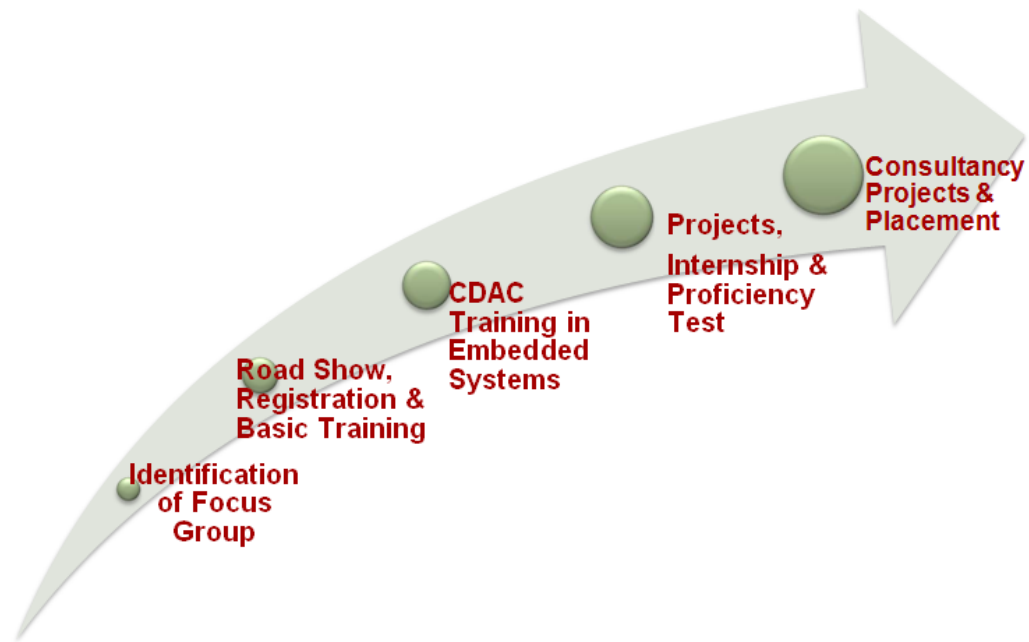 Identification
of Focus
Group
Road Show,
Registration &
Basic Training
CDAC
Training in
Embedded
Systems
Projects,
Internship &
Proficiency
Test
Consultancy
Projects &
Placement